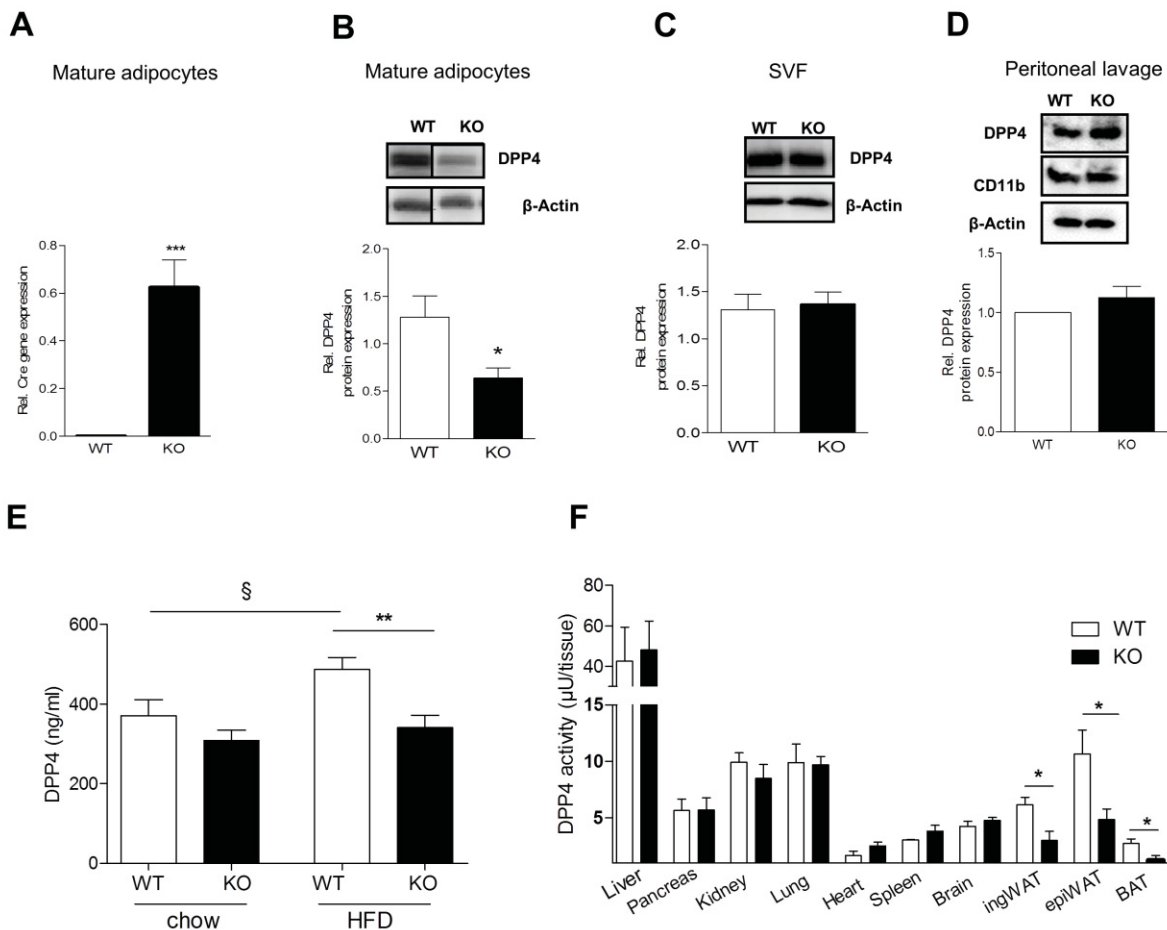 A
Mature adipocytes
Rel. Cre gene expression
0.8
0.6
0.4
0.2
0.0
***
WT KO
B
Mature adipocytes
WT KO
DPP4
β-Actin
Rel. DPP4
protein expression
2.0
1.5
1.0
0.5
0.0
*
WT KO
C
SVF
WT KO
DPP4
β-Actin
Rel. DPP4
protein expression
2.0
1.5
1.0
0.5
0.0
WT KO
D
Peritoneal lavage
WT KO
DPP4
CD11b
β-Actin
Rel. DPP4
protein expression
1.5
1.0
0.5
0.0
WT KO
E
DPP4 (ng/ml)
600
400
200
0
§
**
WT KO WT KO
chow HFD
F
DPP4 activity (µU/tissue)
80
60
40
15
10
5
WT
KO
*
*
*
Liver Pancreas Kidney Lung Heart Spleen Brain ingWAT epiWAT BAT